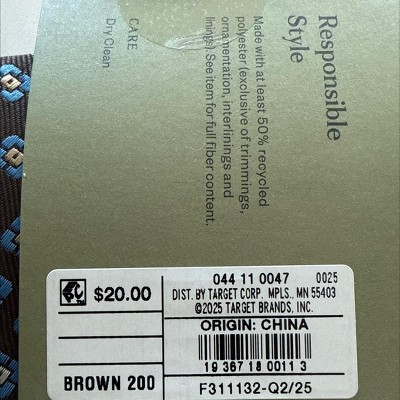 Responsible
Style
Made with at least 50% recycled
polyester (exclusive of trimmings,
ornamentation, interlinings and
linings). See item for full fiber content.
CARE
Dry Clean
$20.00
BROWN 200
044 11 0047 0025
DIST. BY TARGET CORP. MPLS., MN 55403
©2025 TARGET BRANDS, INC.
ORIGIN: CHINA
19 367 18 0011 3
F311132-Q2/25